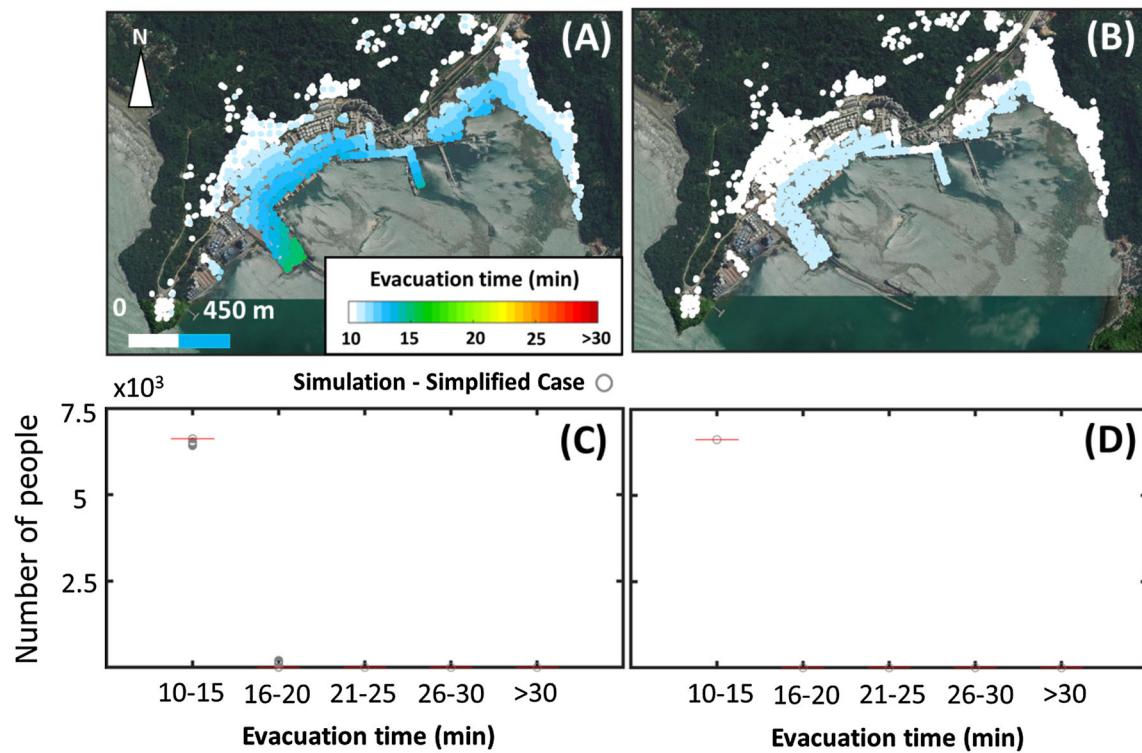 N
(A)
(B)
0
450 m
Evacuation time (min)
10 15 20 25 >30
Simulation - Simplified Case
x10³
Number of people
7.5
5
2.5
(C)
(D)
10-15 16-20 21-25 26-30 >30
10-15 16-20 21-25 26-30 >30
Evacuation time (min)
Evacuation time (min)